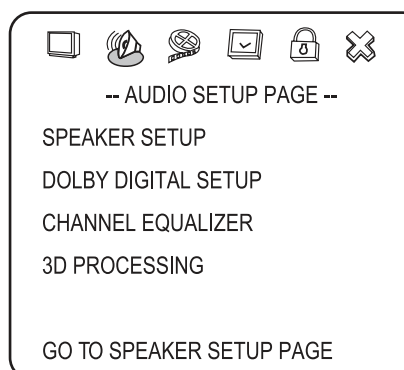 -- AUDIO SETUP PAGE --
SPEAKER SETUP
DOLBY DIGITAL SETUP
CHANNEL EQUALIZER
3D PROCESSING
GO TO SPEAKER SETUP PAGE